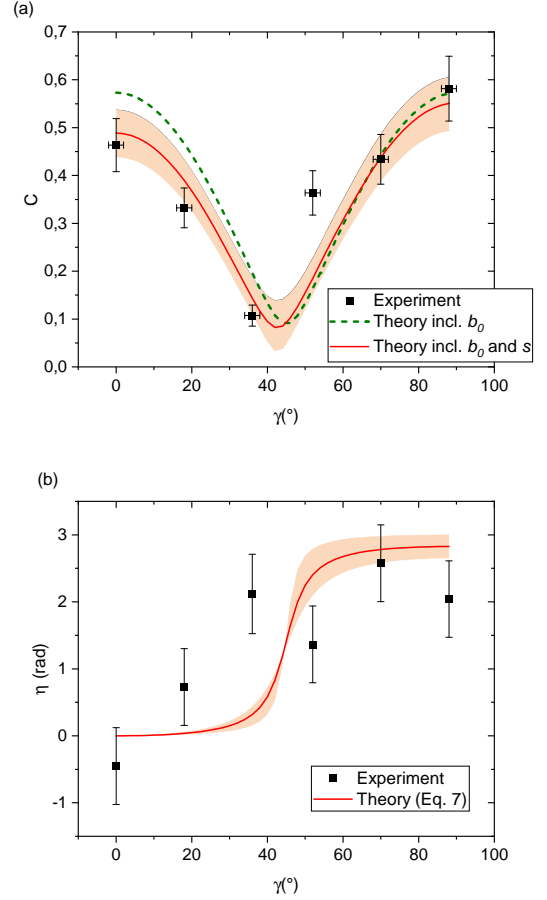 (a)
0,7
0,6
0,5
0,4
0,3
0,2
0,1
0,0
C
0 20 40 60 80 100
γ(°)
Experiment
Theory incl. b0
Theory incl. b0 and s
(b)
3
2
1
0
-1
η (rad)
0 20 40 60 80 100
γ(°)
Experiment
Theory (Eq. 7)